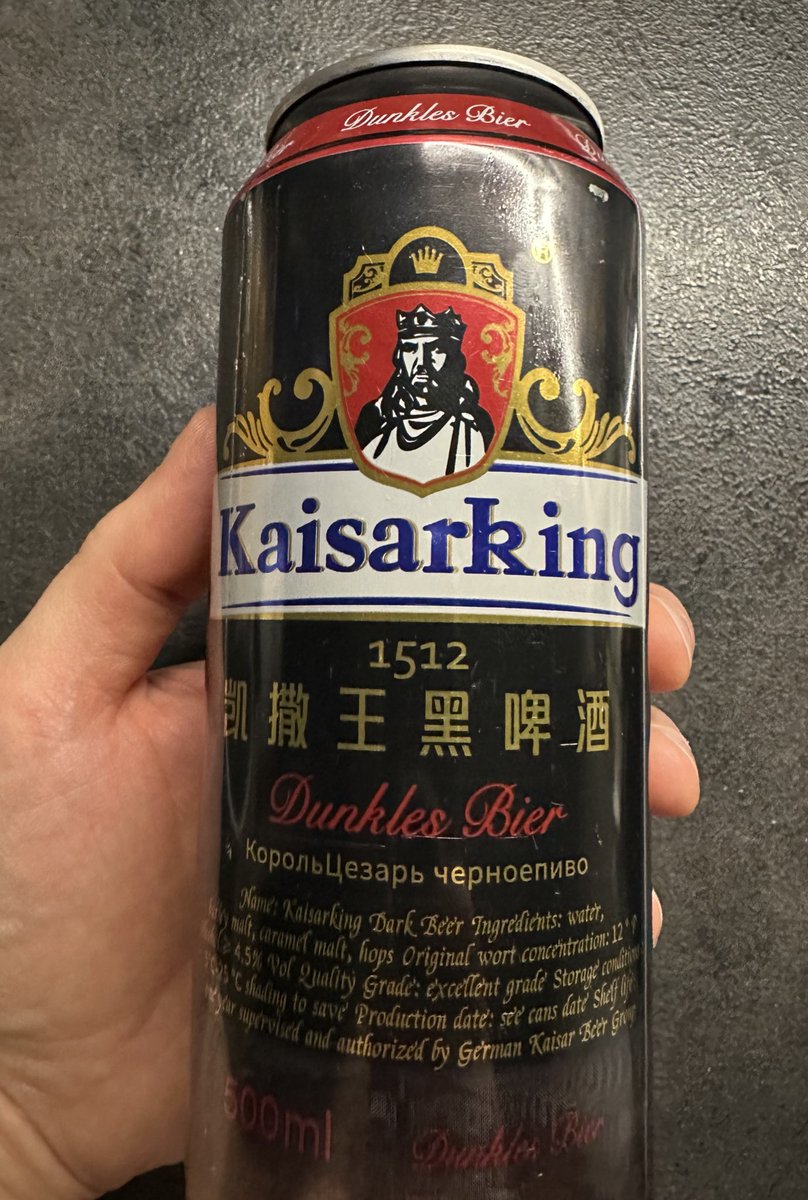 Dunkles Bier
Kaisarking
1512
凯撒王黑啤酒
Dunkles Bier
КорольЦезарь черноепиво
Name: Kaisarking Dark Beer Ingredients: water,
malt, caramel malt, hops Original wort concentration: 12°P
4.5% Vol Quality Grade: excellent grade Storage
shading to save Production date: see cans date Shelf life
year supervised and authorized by German Kaisar Beer Group
500ml
Dunkles Bier